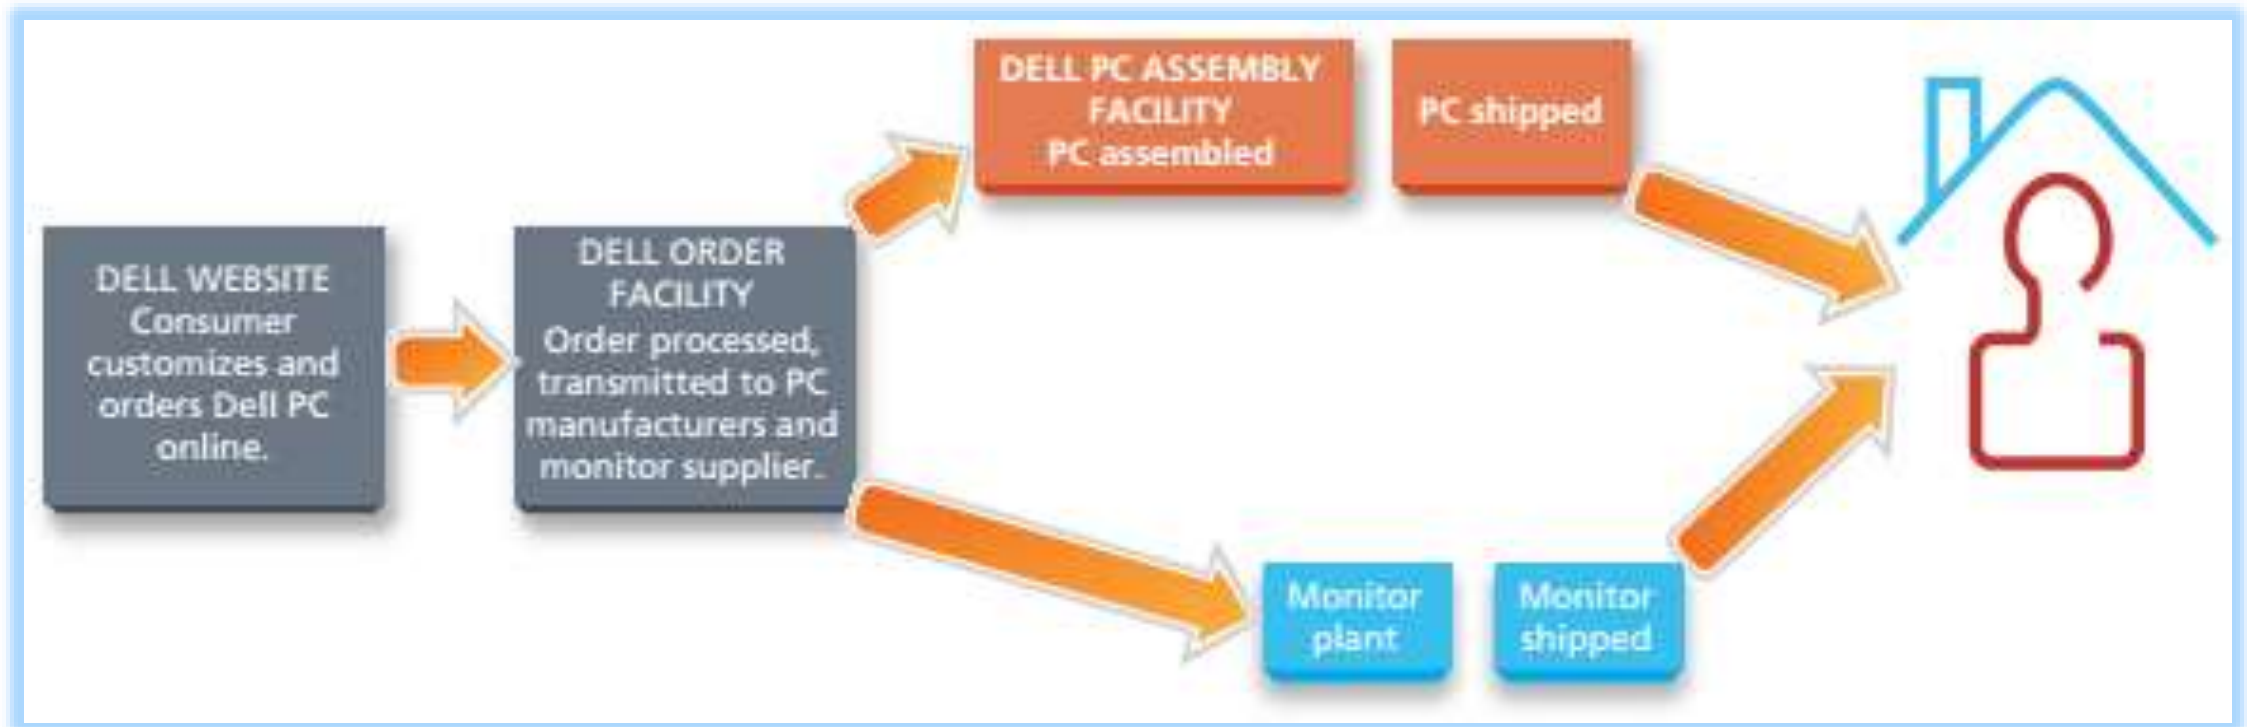 DELL WEBSITE
Consumer
customizes and
orders Dell PC
online.
DELL ORDER
FACILITY
Order processed,
transmitted to PC
manufacturers and
monitor supplier.
DELL PC ASSEMBLY
FACILITY
PC assembled
PC shipped
Monitor
plant
Monitor
shipped